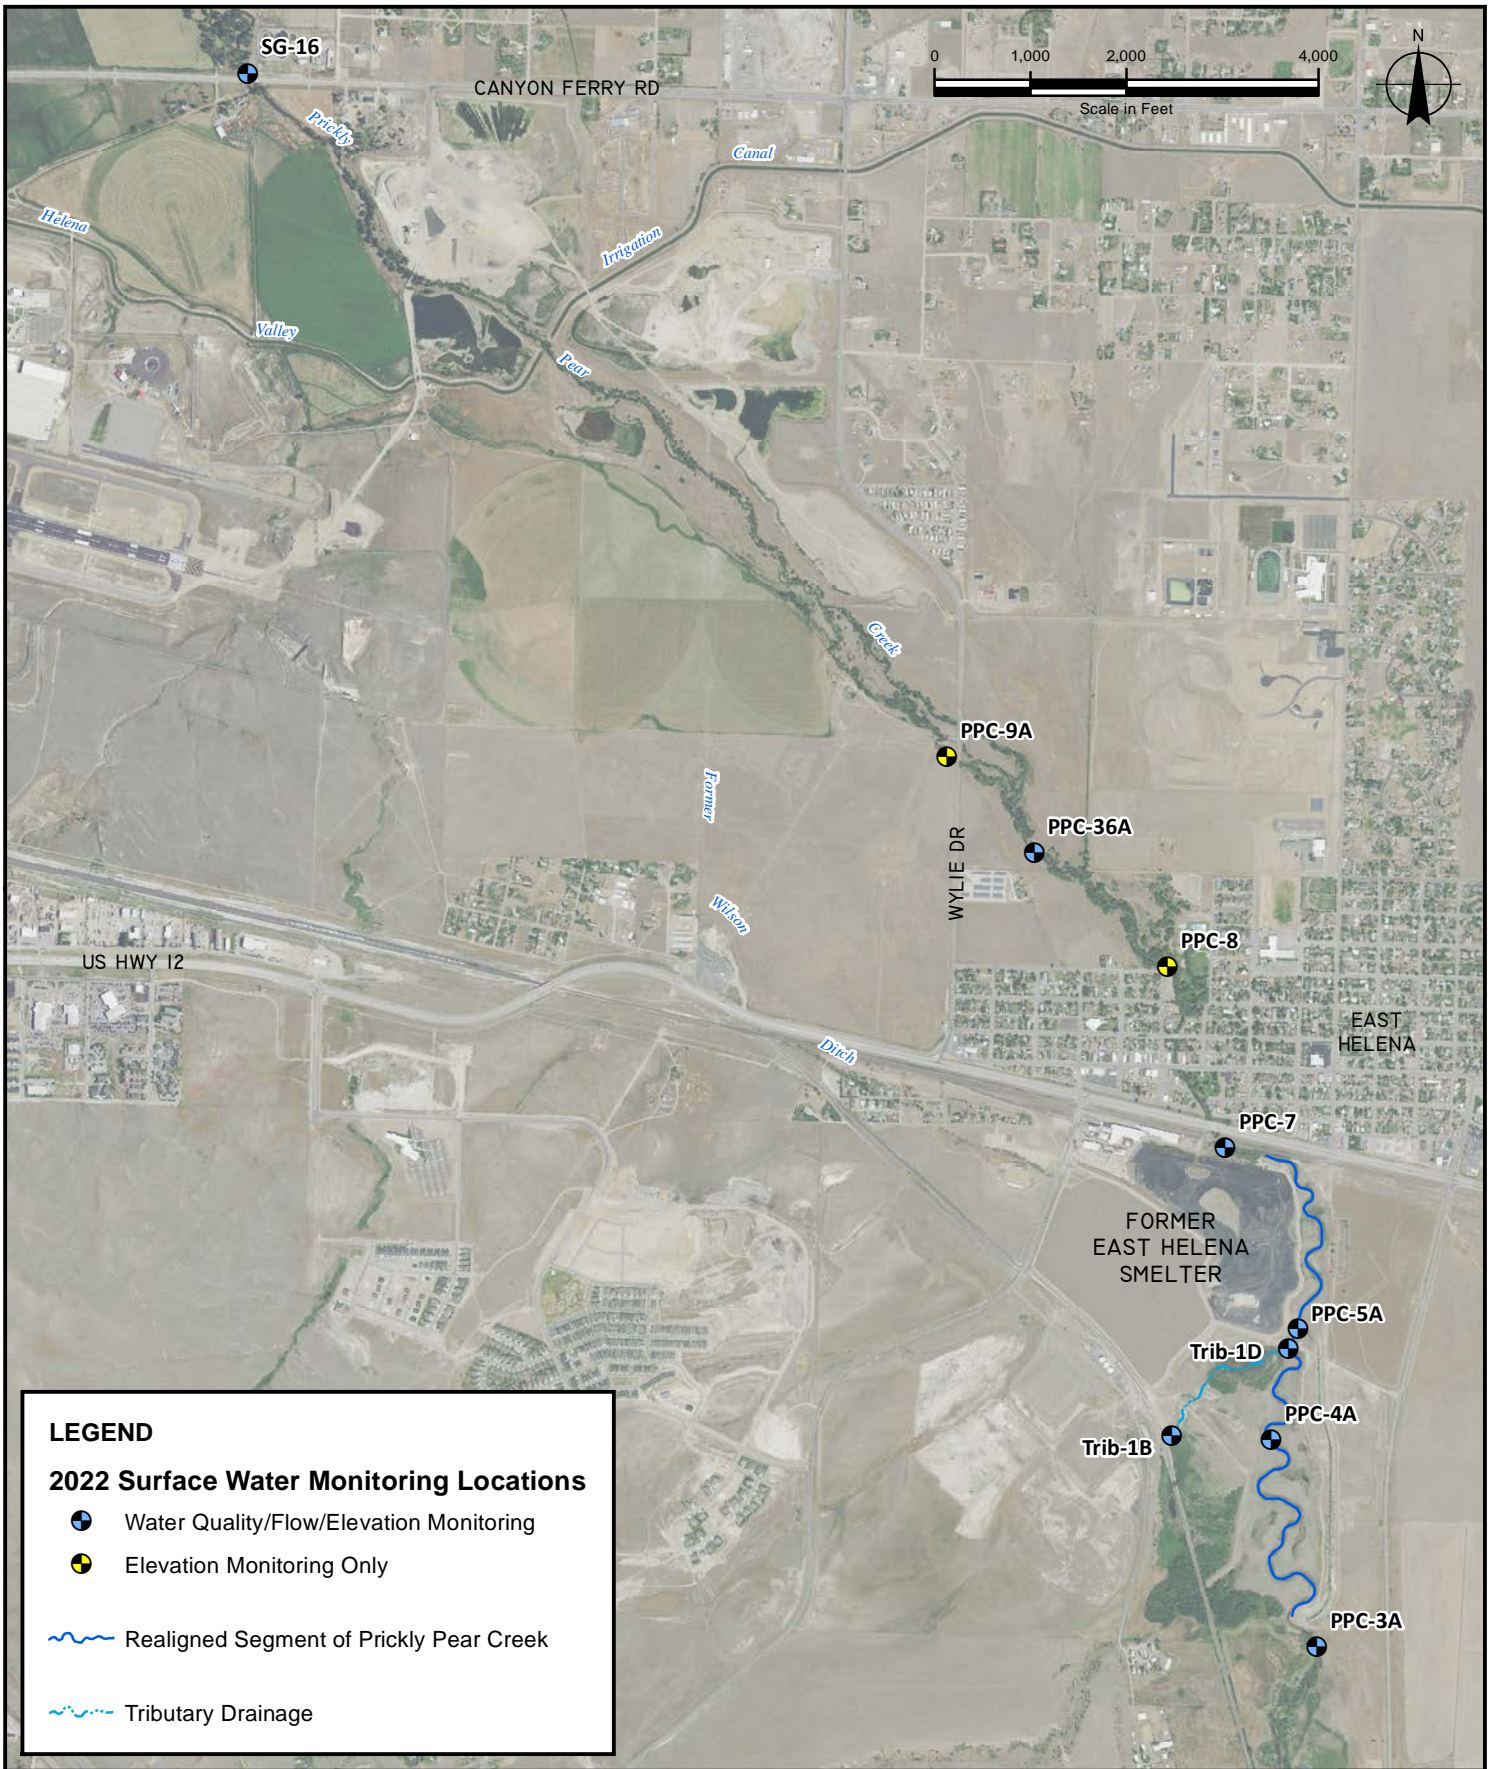 SG-16
CANYON FERRY RD
0 1,000 2,000 4,000
Scale in Feet
N
Prickly
Canal
Helena
Irrigation
Valley
Pear
Creek
PPC-9A
Former
PPC-36A
WYLIE DR
Wilson
PPC-8
US HWY 12
EAST
HELENA
Ditch
PPC-7
FORMER
EAST HELENA
SMELTER
PPC-5A
Trib-1D
PPC-4A
Trib-1B
PPC-3A
LEGEND
2022 Surface Water Monitoring Locations
Water Quality/Flow/Elevation Monitoring
Elevation Monitoring Only
Realigned Segment of Prickly Pear Creek
Tributary Drainage